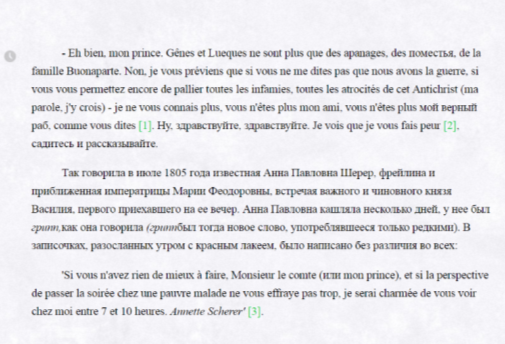 - Eh bien, mon prince. Gênes et Lueques ne sont plus que des apanages, des поместья, de la
famille Buonaparte. Non, je vous préviens que si vous ne me dites pas que nous avons la guerre, si
vous vous permettez encore de pallier toutes les infamies, toutes les atrocités de cet Antichrist (ma
parole, j'y crois) - je ne vous connais plus, vous n'êtes plus mon ami, vous n'êtes plus мой верный
раб, comme vous dites [1]. Ну, здравствуйте, здравствуйте. Je vois que je vous fais peur [2],
садитесь и рассказывайте.
Так говорила в июле 1805 года известная Анна Павловна Шерер, фрейлина и
приближенная императрицы Марии Феодоровны, встречая важного и чиновного князя
Василия, первого приехавшего на ее вечер. Анна Павловна кашляла несколько дней, у нее был
грипп,как она говорила (гриппбыл тогда новое слово, употреблявшееся только редкими). В
записочках, разосланных утром с красным лакеем, было написано без различия во всех:
'Si vous n'avez rien de mieux à faire, Monsieur le comte (или mon prince), et si la perspective
de passer la soirée chez une pauvre malade ne vous effraye pas trop, je serai charmée de vous voir
chez moi entre 7 et 10 heures. Annette Scherer' [3].